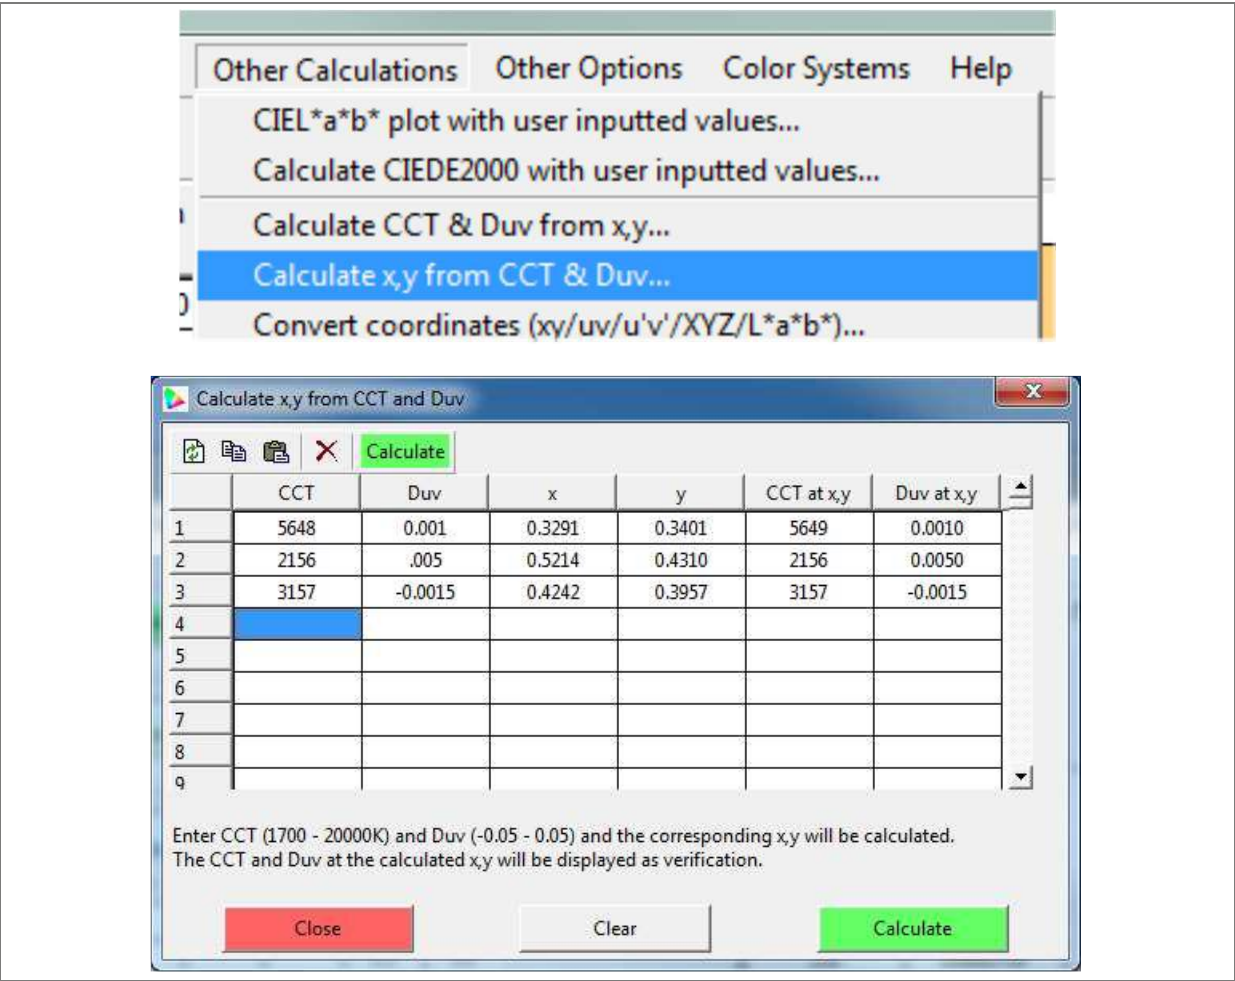 Other Calculations Other Options Color Systems Help
CIEL*a*b* plot with user inputted values...
Calculate CIEDE2000 with user inputted values...
Calculate CCT & Duv from x,y...
Calculate x,y from CCT & Duv...
Convert coordinates (xy/uv/u'v'/XYZ/L*a*b*)...
Calculate x,y from CCT and Duv
Calculate
CCT Duv x y CCT at x,y Duv at x,y
1 5648 0.001 0.3291 0.3401 5649 0.0010
2 2156 .005 0.5214 0.4310 2156 0.0050
3 3157 -0.0015 0.4242 0.3957 3157 -0.0015
4
5
6
7
8
9
Enter CCT (1700 - 20000K) and Duv (-0.05 - 0.05) and the corresponding x,y will be calculated.
The CCT and Duv at the calculated x,y will be displayed as verification.
Close Clear Calculate